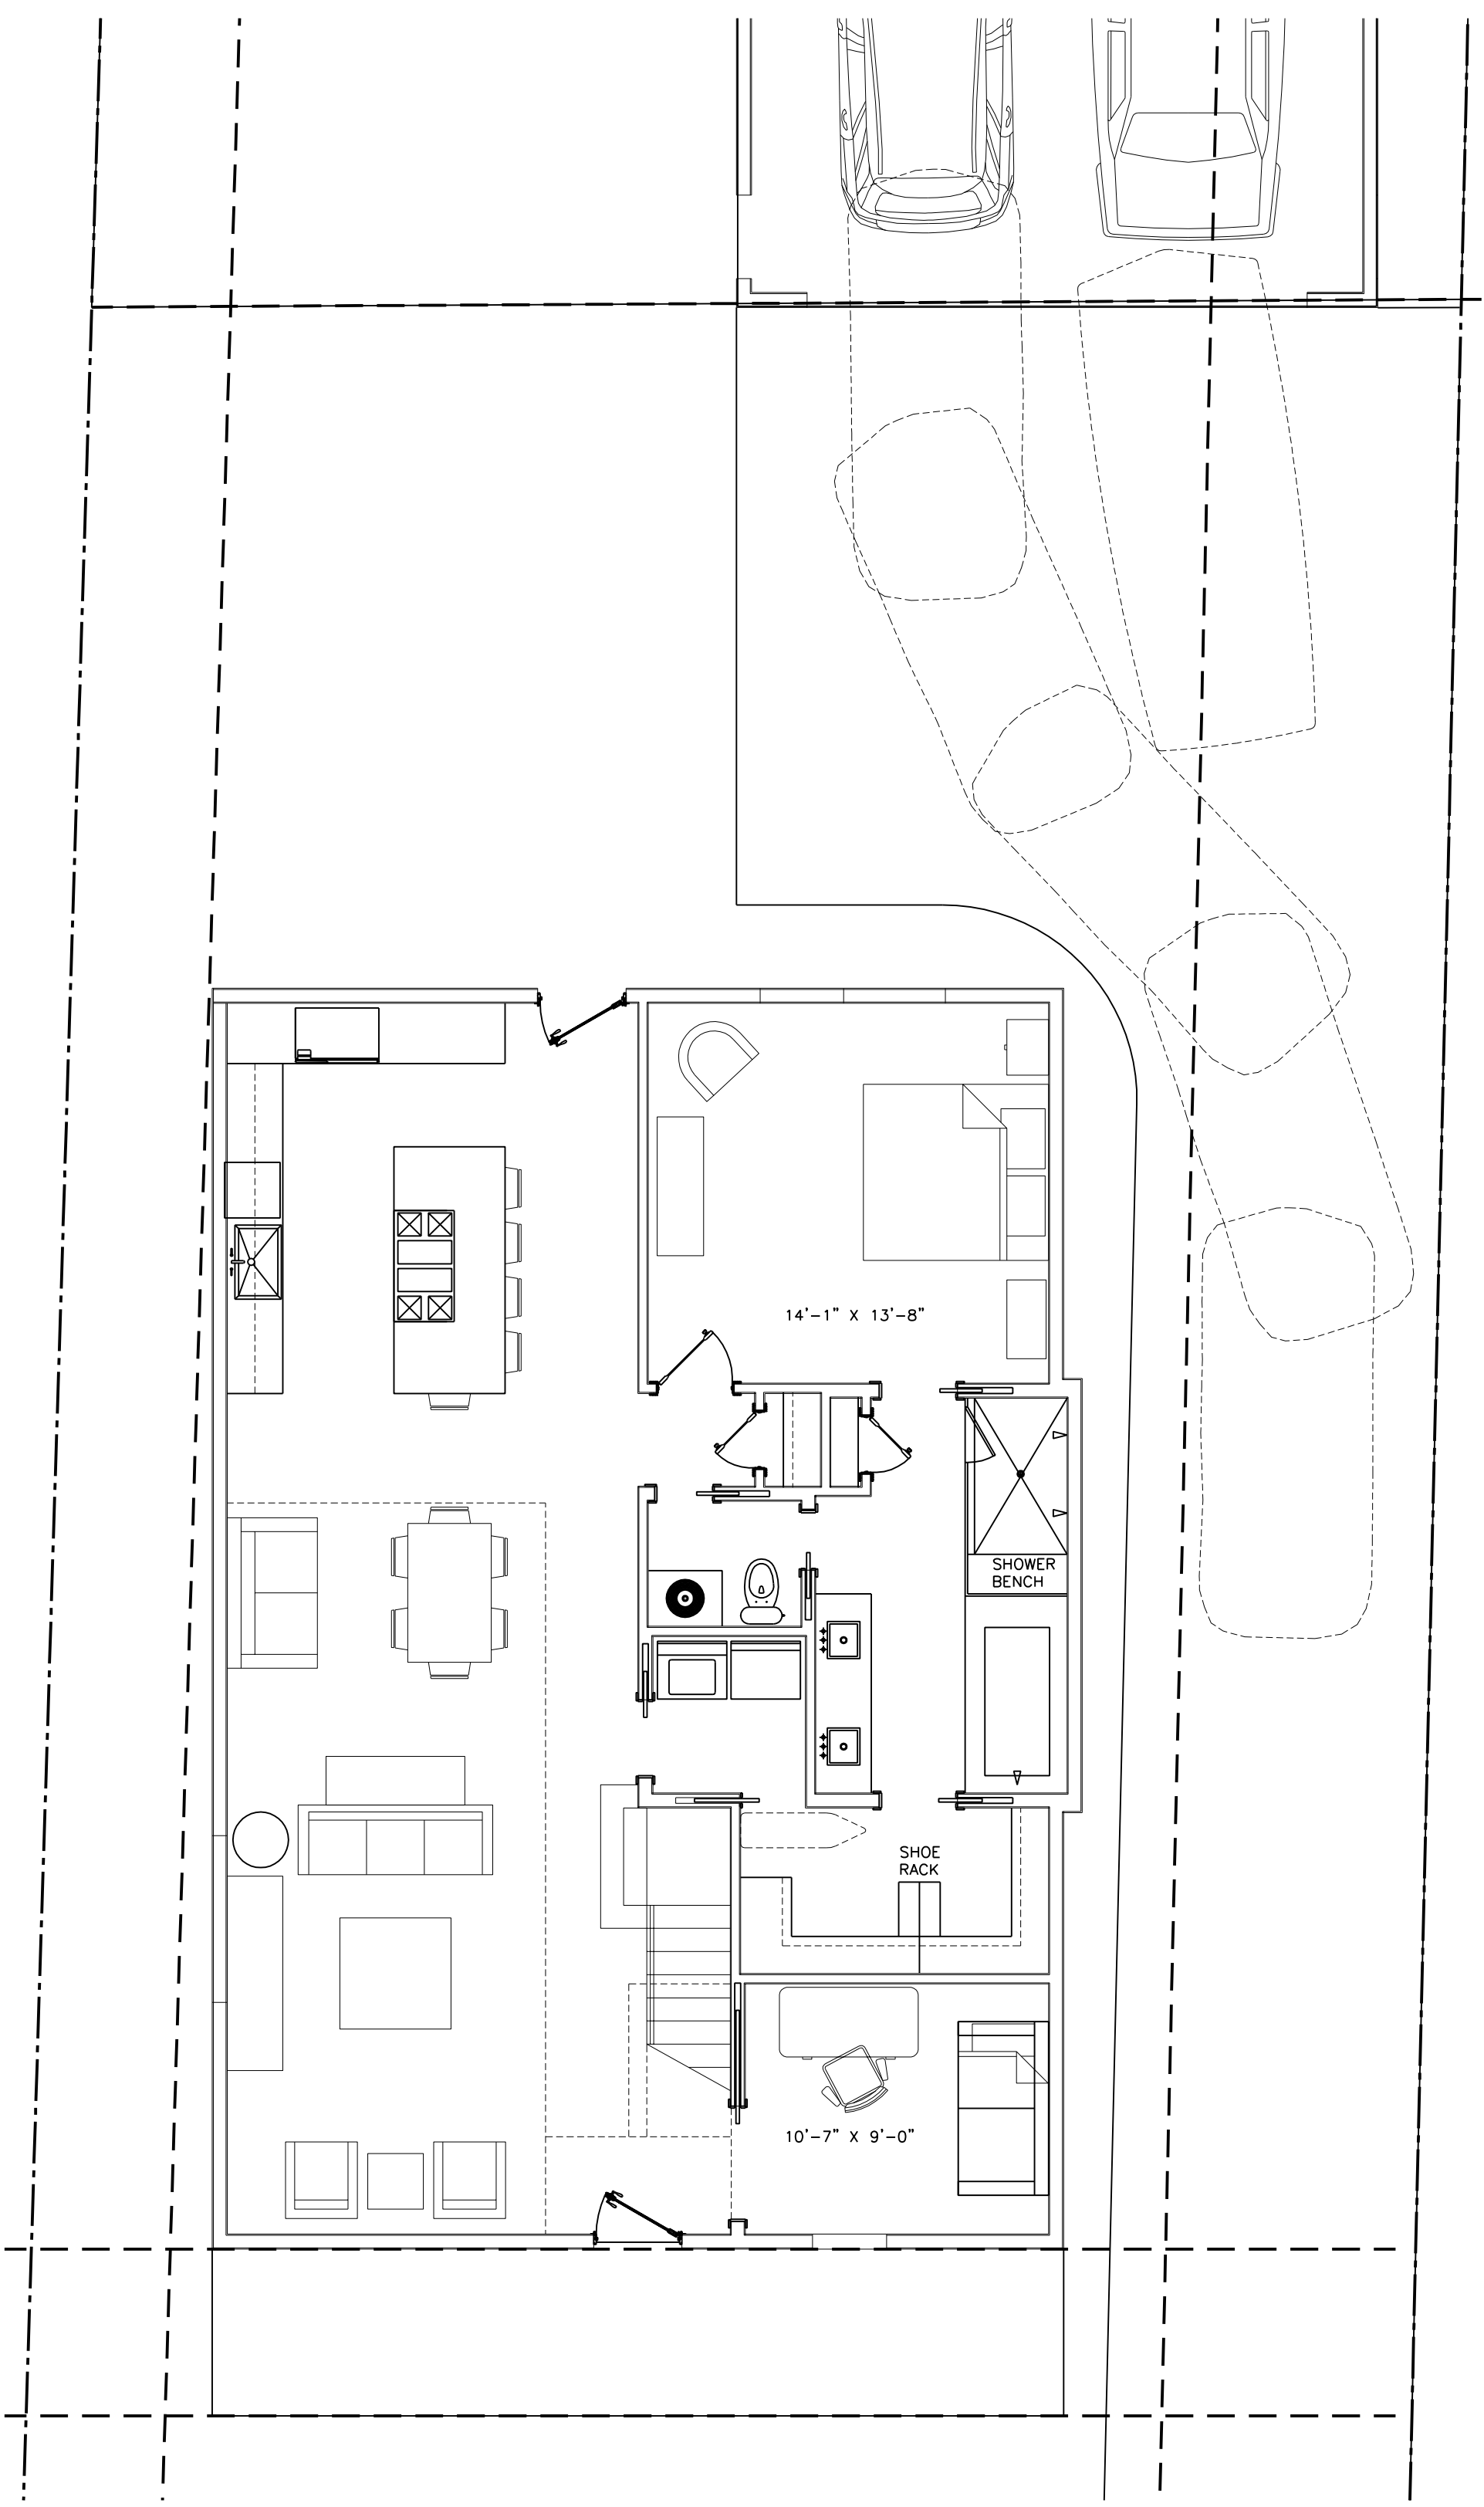 14'-1" X 13'-8"
SHOWER
BENCH
SHOE
RACK
10'-7" X 9'-0"